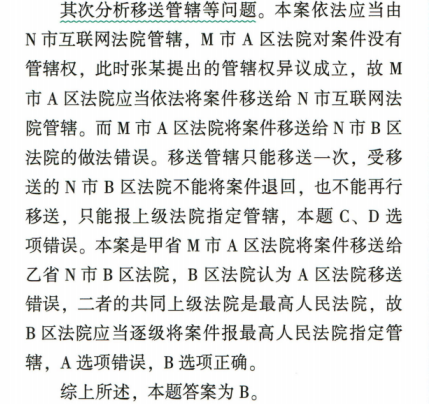 其次分析移送管辖等问题。本案依法应当由
N市互联网法院管辖，M市A区法院对案件没有
管辖权，此时张某提出的管辖权异议成立，故M
市A区法院应当依法将案件移送给N市互联网法
院管辖。而M市A区法院将案件移送给N市B区
法院的做法错误。移送管辖只能移送一次，受移
送的N市B区法院不能将案件退回，也不能再行
移送，只能报上级法院指定管辖，本题C、D选
项错误。本案是甲省M市A区法院将案件移送给
乙省N市B区法院，B区法院认为A区法院移送
错误，二者的共同上级法院是最高人民法院，故
B区法院应当逐级将案件报最高人民法院指定管
辖，A选项错误，B选项正确。
综上所述，本题答案为B。